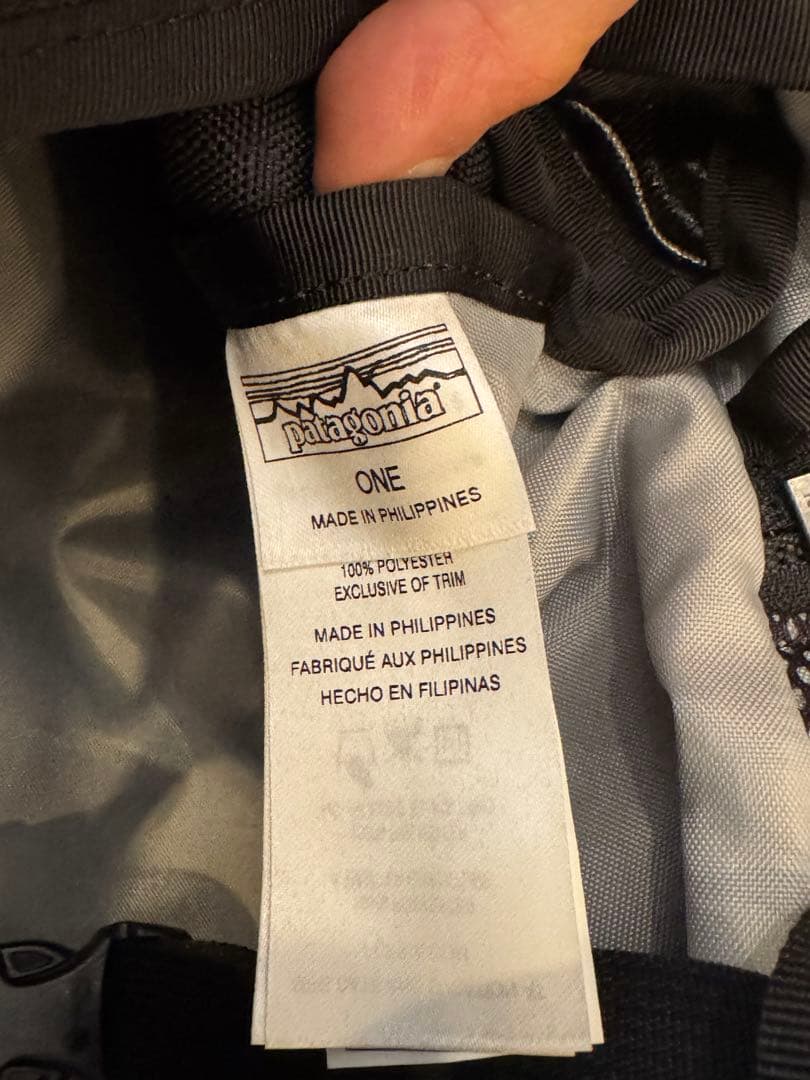 patagonia®
ONE
MADE IN PHILIPPINES
100% POLYESTER
EXCLUSIVE OF TRIM
MADE IN PHILIPPINES
FABRIQUÉ AUX PHILIPPINES
HECHO EN FILIPINAS